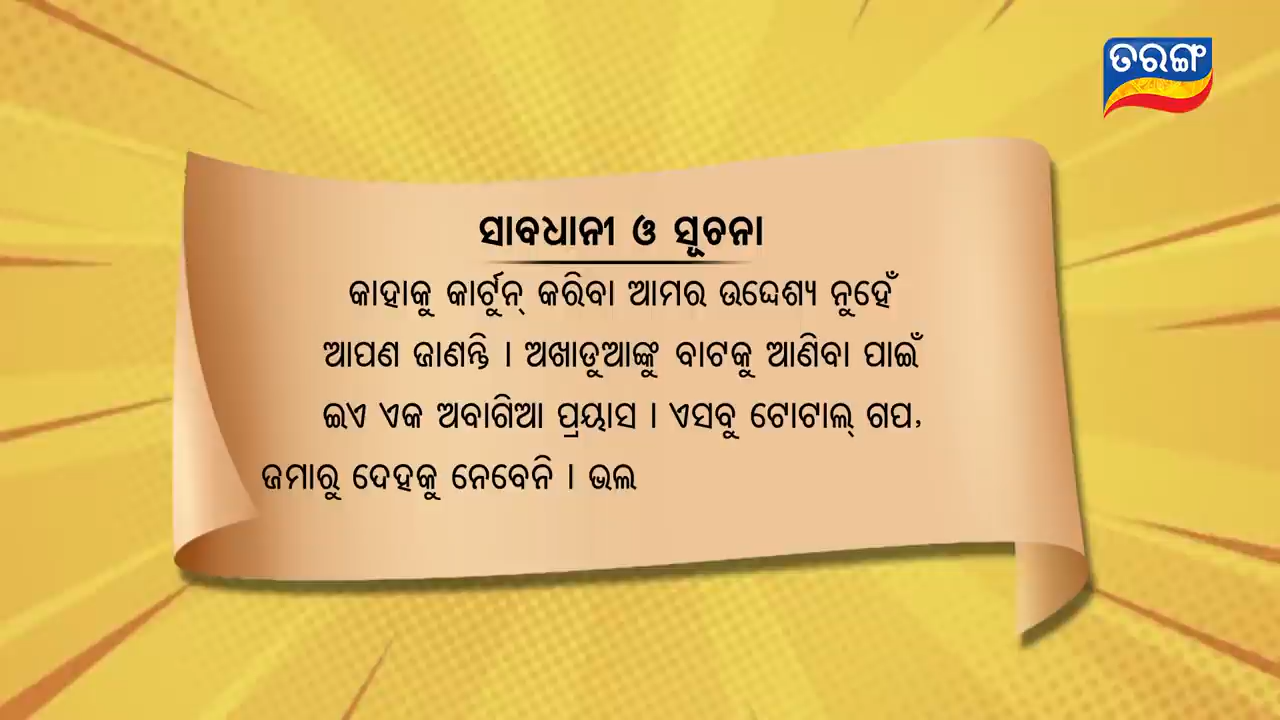 ତରଙ୍ଗ
ସାବଧାନୀ ଓ ସୂଚନା
କାହାକୁ କାର୍ଟୁନ୍ କରିବା ଆମର ଉଦ୍ଦେଶ୍ୟ ନୁହେଁ
ଆପଣ ଜାଣନ୍ତି । ଅଖାଡୁଆଙ୍କୁ ବାଟକୁ ଆଣିବା ପାଇଁ
ଇଏ ଏକ ଅବାଗିଆ ପ୍ରୟାସ । ଏସବୁ ଟୋଟାଲ୍ ଗପ,
ଜମାରୁ ଦେହକୁ ନେବେନି । ଭଲ